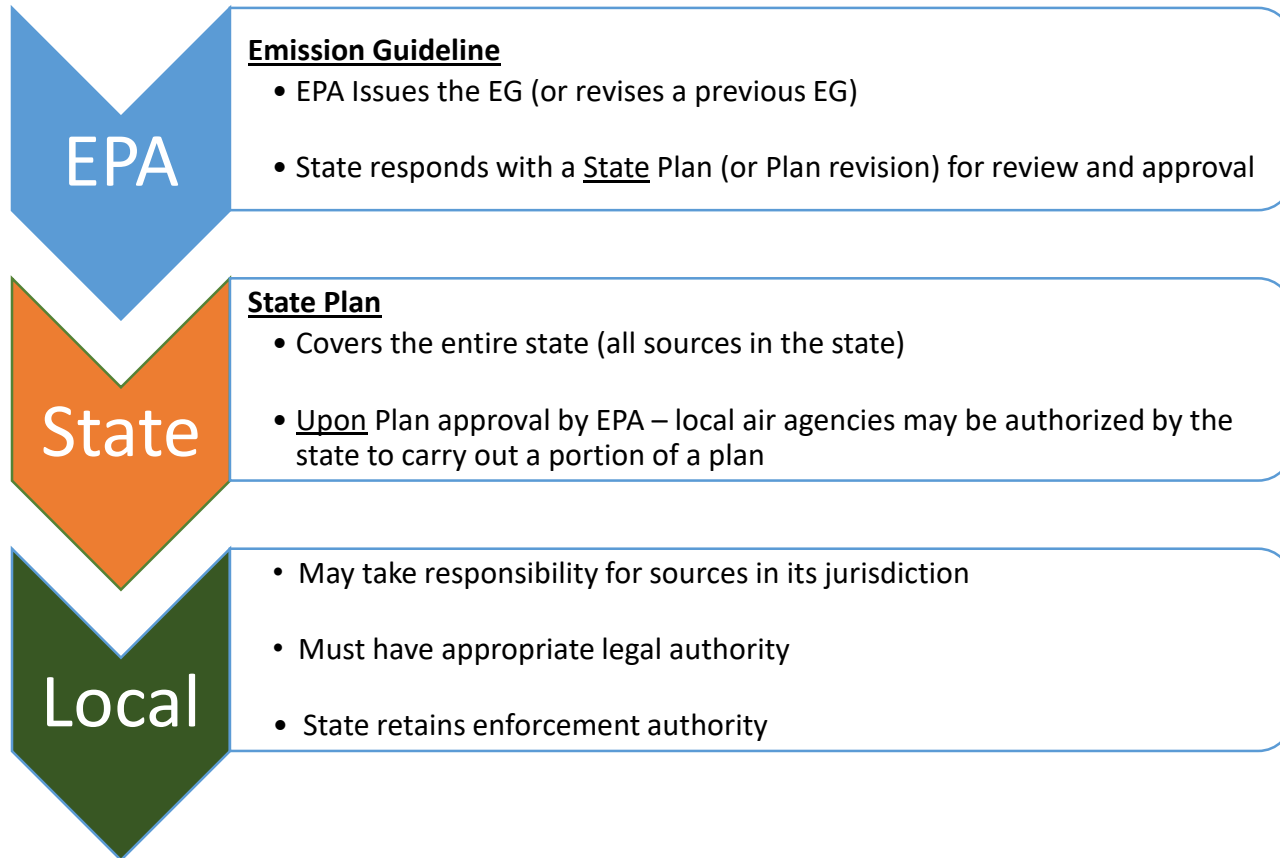 EPA
Emission Guideline
• EPA Issues the EG (or revises a previous EG)
• State responds with a State Plan (or Plan revision) for review and approval
State
State Plan
• Covers the entire state (all sources in the state)
• Upon Plan approval by EPA – local air agencies may be authorized by the
state to carry out a portion of a plan
Local
• May take responsibility for sources in its jurisdiction
• Must have appropriate legal authority
• State retains enforcement authority